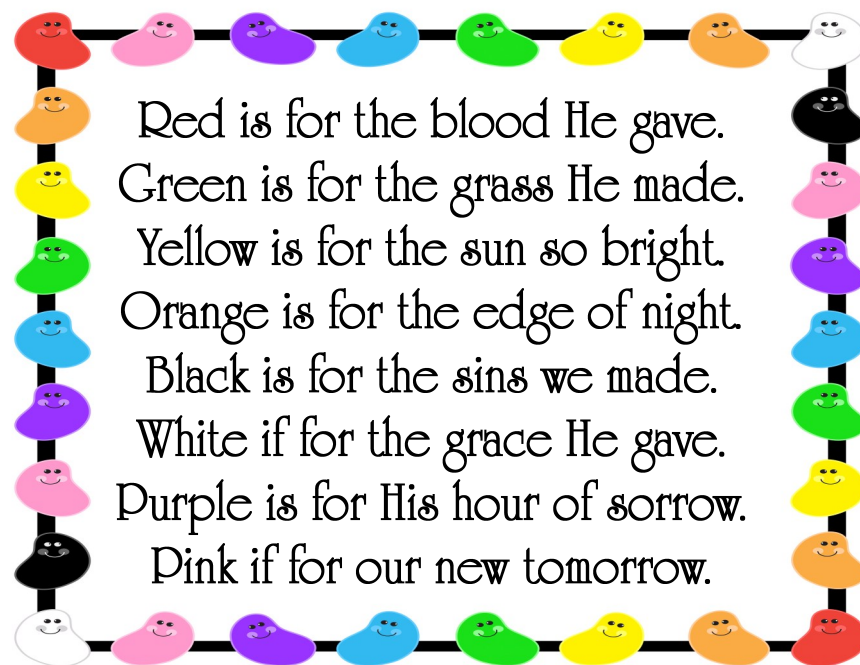 Red is for the blood He gave.
Green is for the grass He made.
Yellow is for the sun so bright.
Orange is for the edge of night.
Black is for the sins we made.
White if for the grace He gave.
Purple is for His hour of sorrow.
Pink if for our new tomorrow.